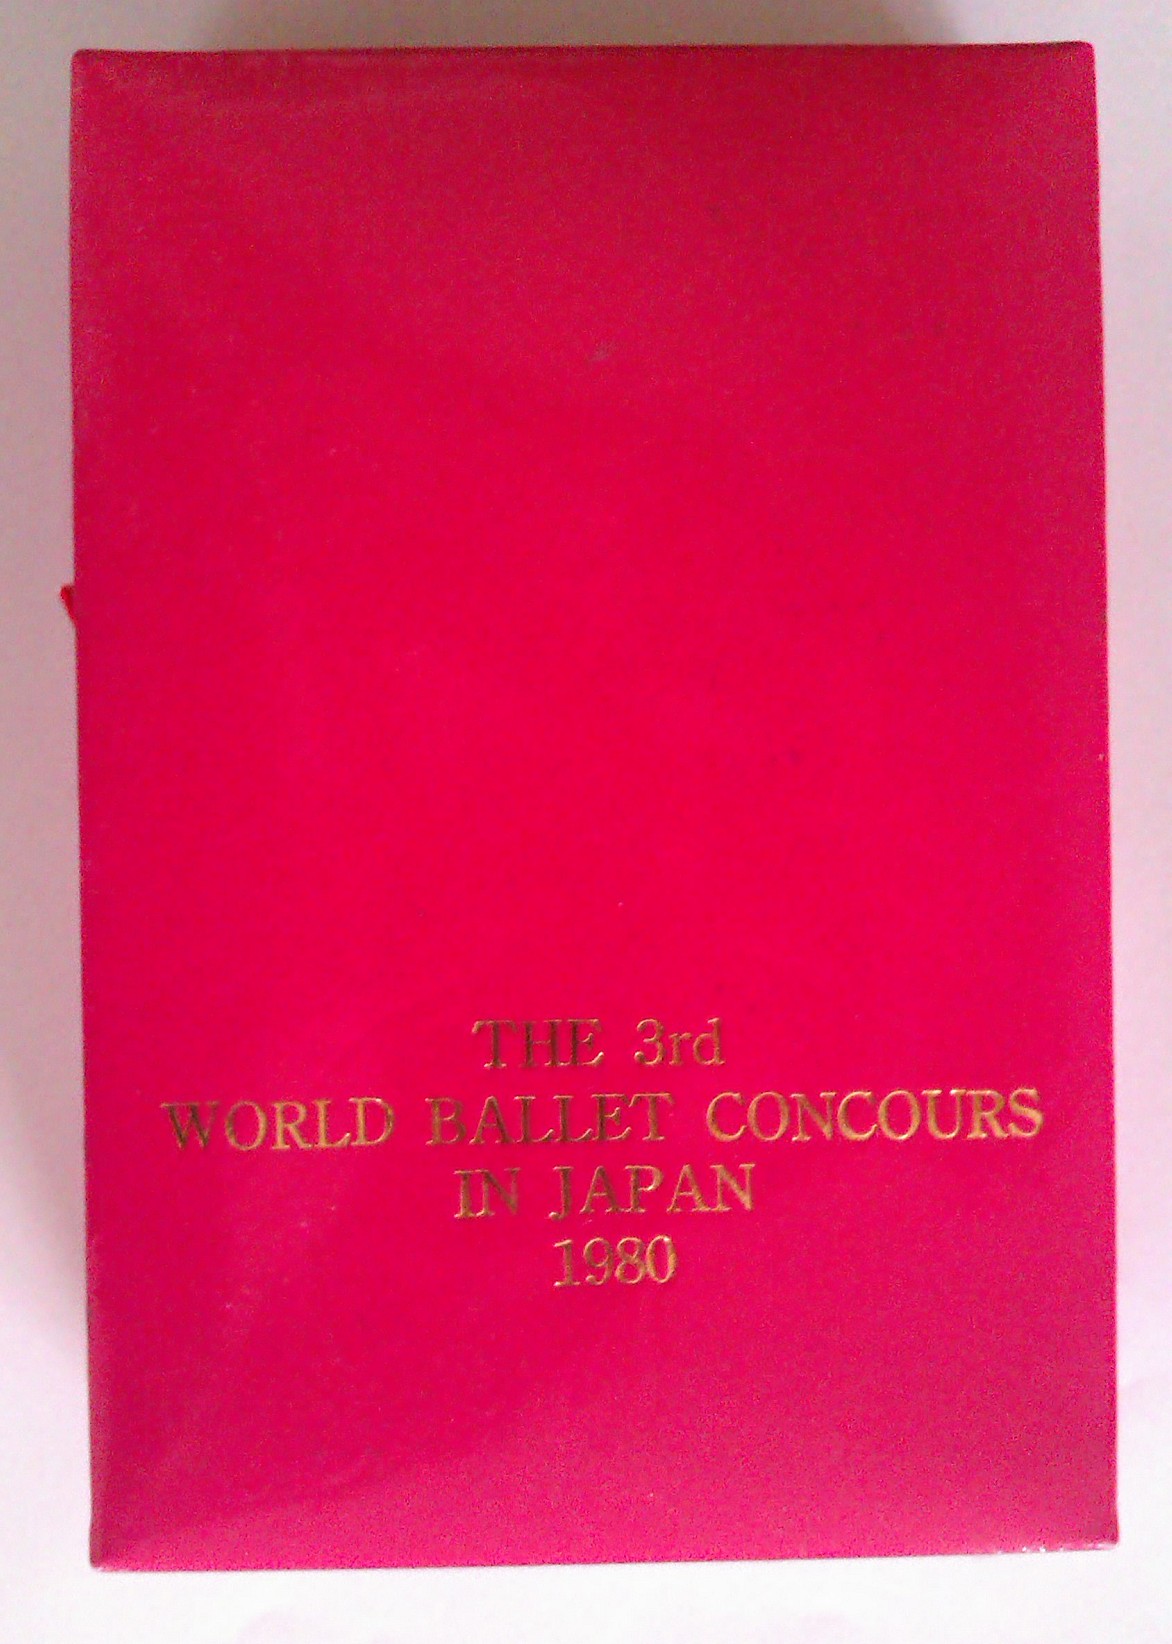 THE 3rd
WORLD BALLET CONCOURS
IN JAPAN
1980